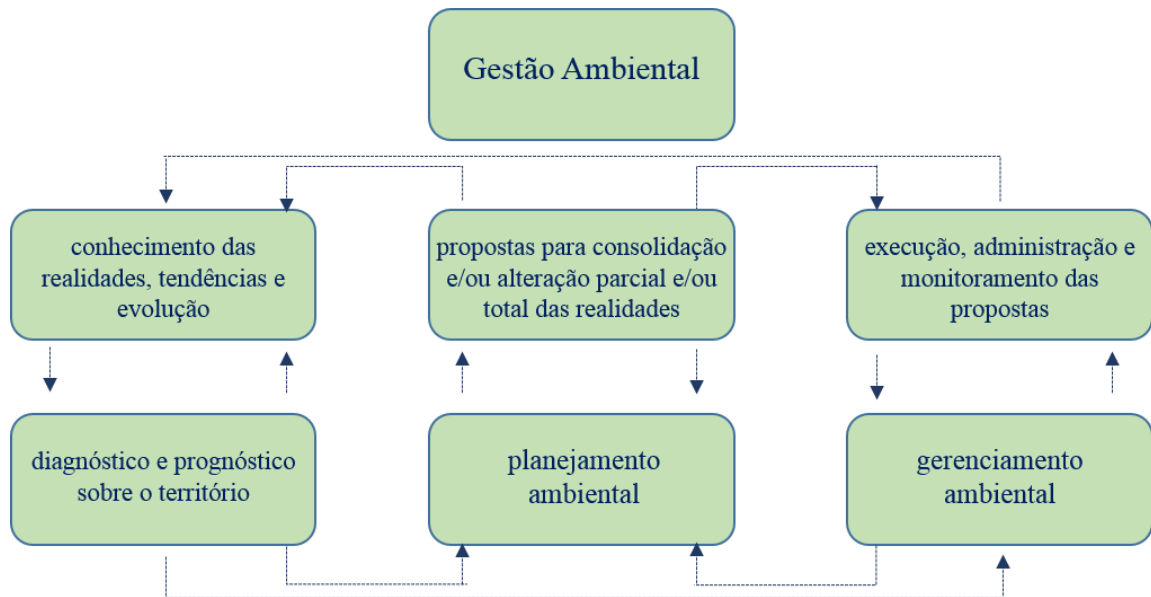 Gestão Ambiental
conhecimento das
realidades, tendências e
evolução
propostas para consolidação
e/ou alteração parcial e/ou
total das realidades
execução, administração e
monitoramento das
propostas
diagnóstico e prognóstico
sobre o território
planejamento
ambiental
gerenciamento
ambiental